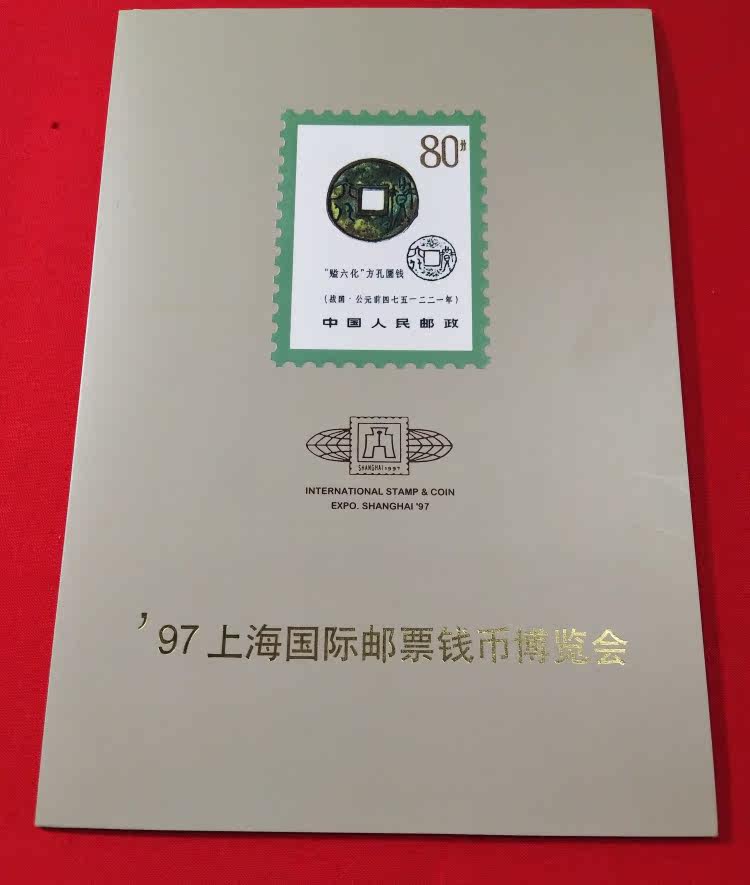 80分
“賹六化”方孔圜钱
(战国·公元前四七五—二二一年)
中国人民邮政
SHANGHAI 1997
INTERNATIONAL STAMP & COIN
EXPO. SHANGHAI '97
’97上海国际邮票钱币博览会